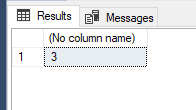 Results Messages
(No column name)
1 3